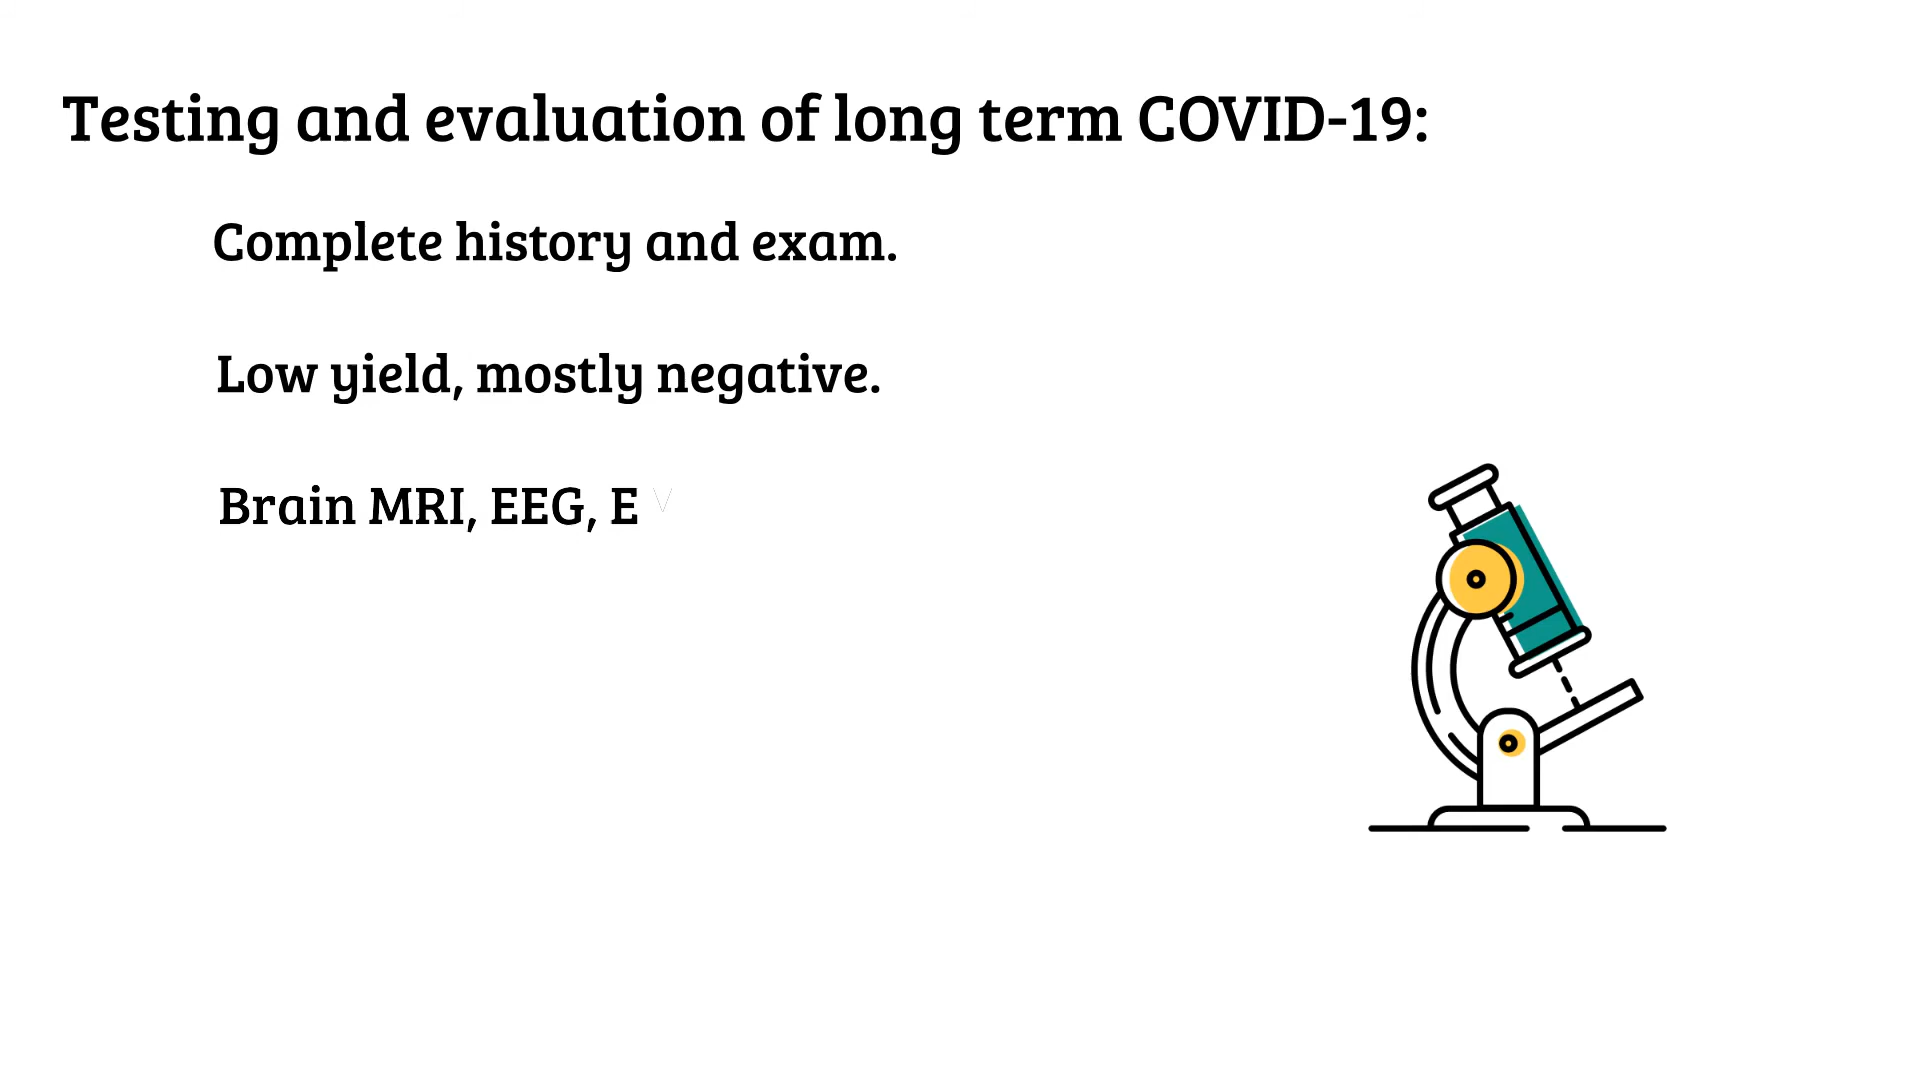 Testing and evaluation of long term COVID-19:
Complete history and exam.
Low yield, mostly negative.
Brain MRI, EEG, E